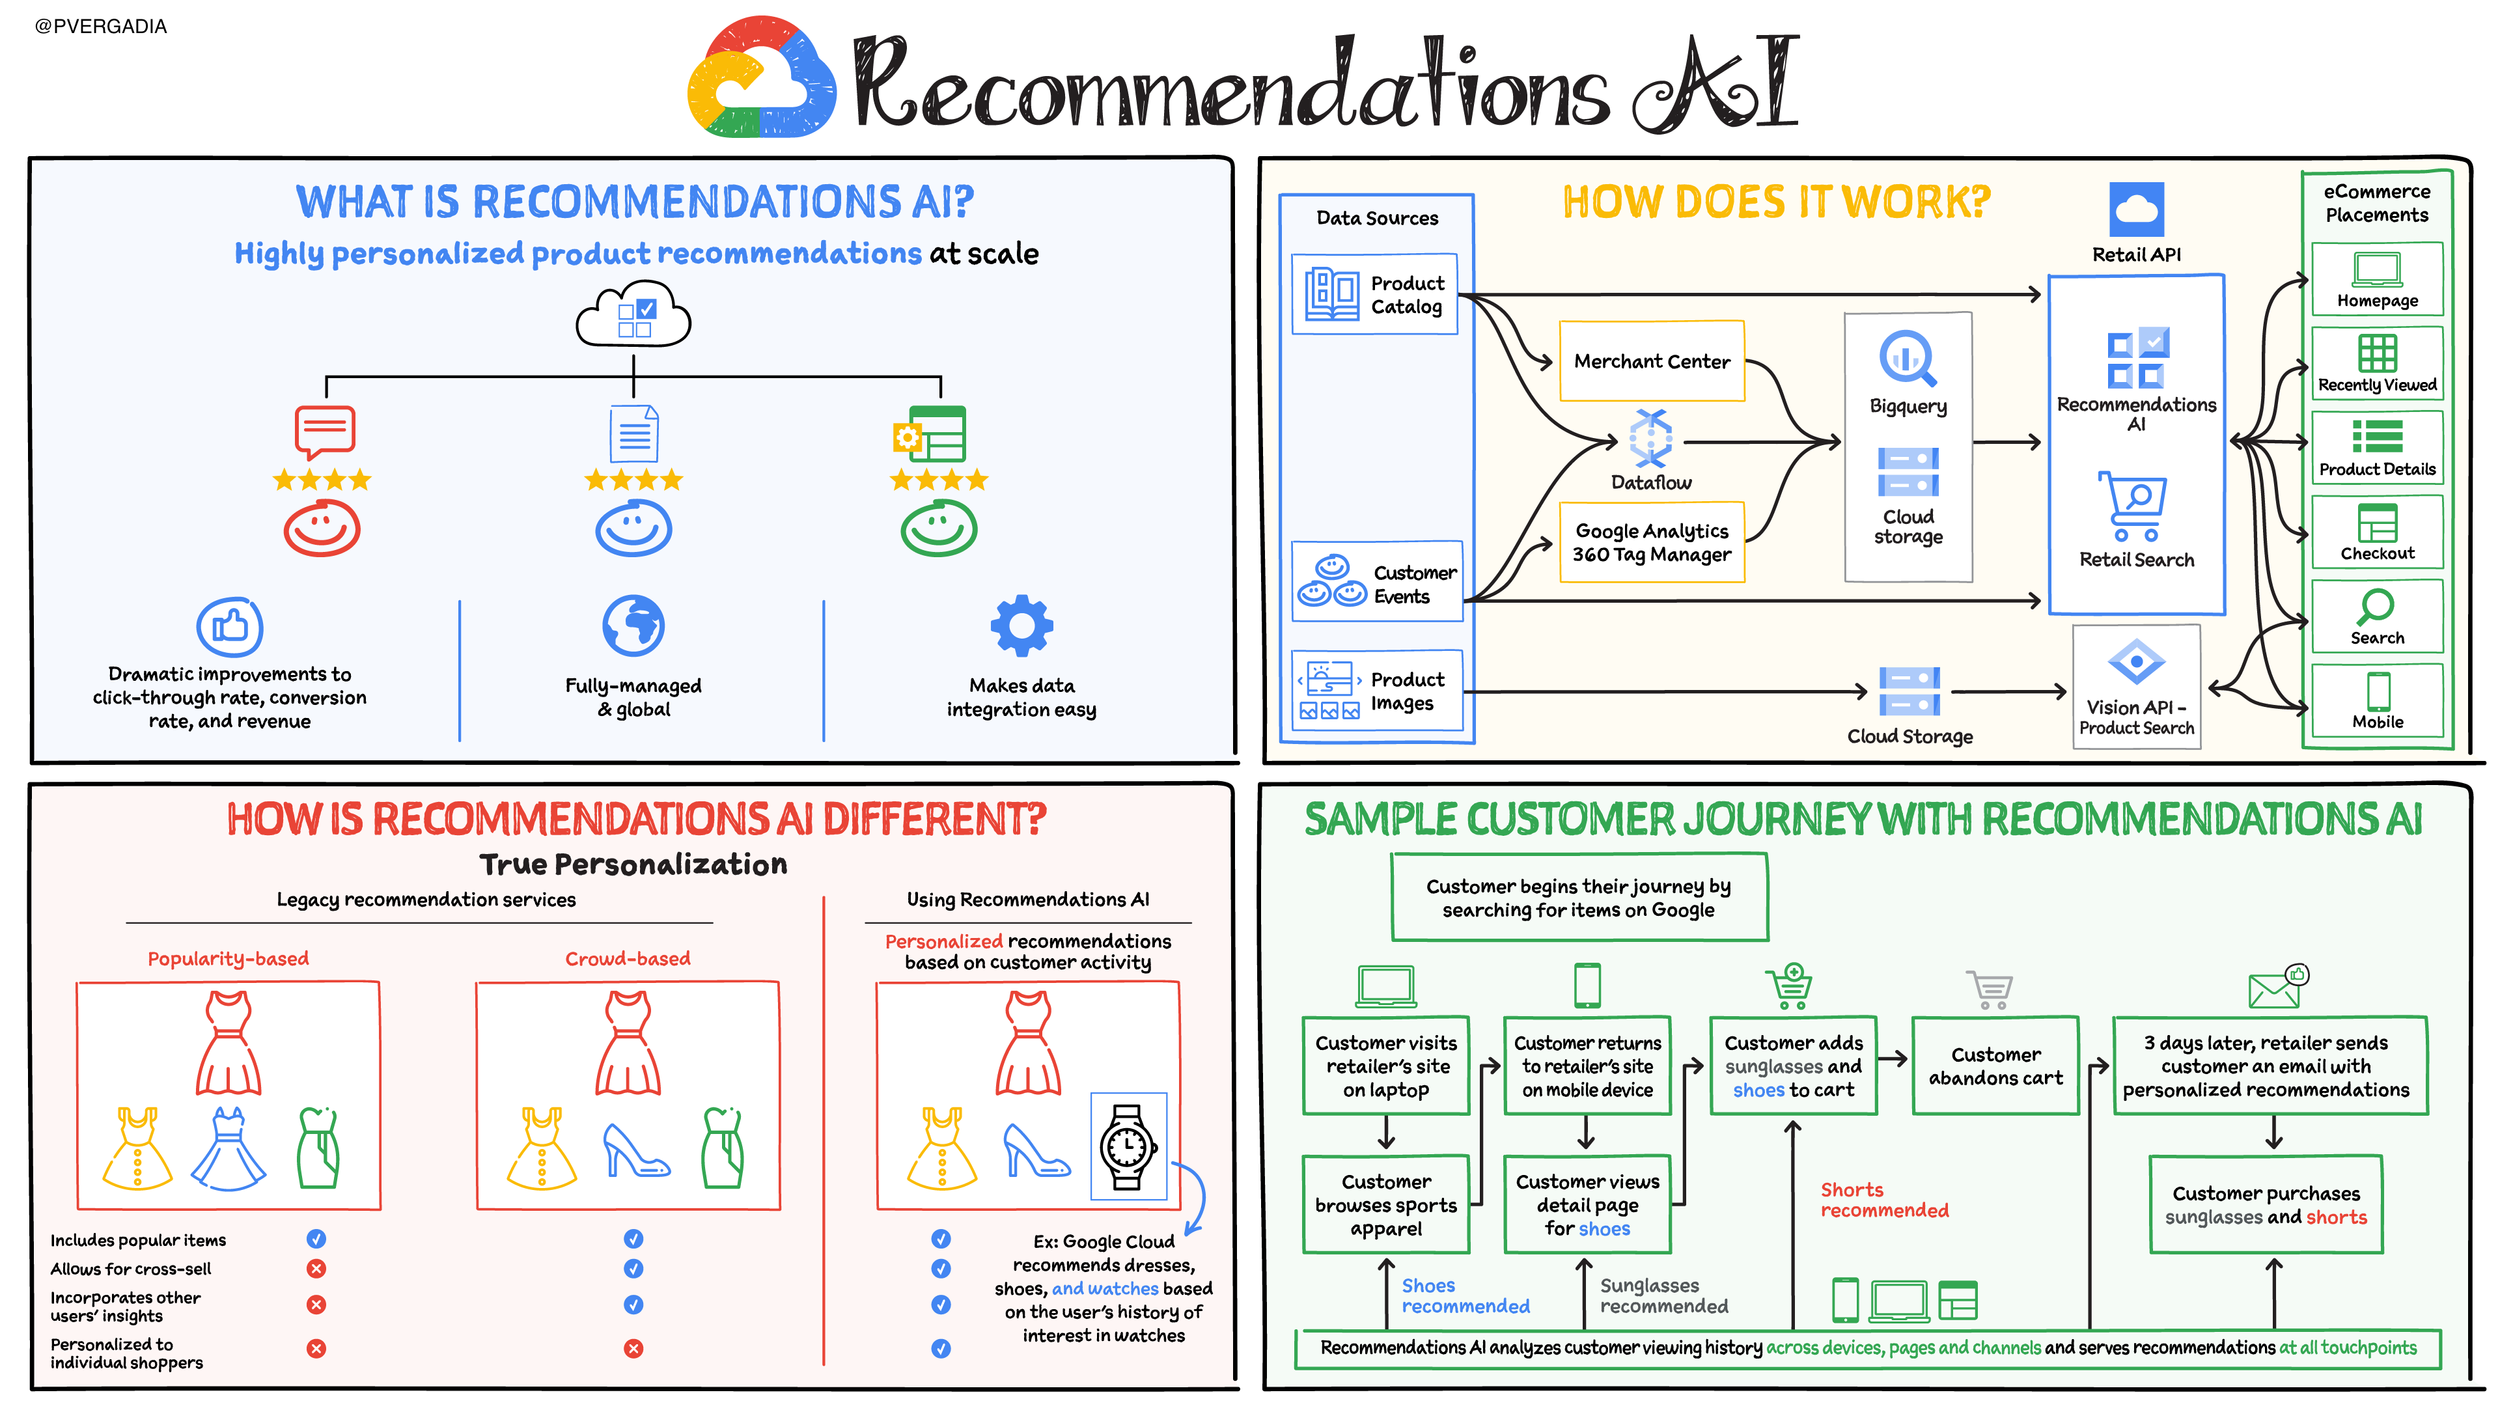 @PVERGADIA
Recommendations AI
WHAT IS RECOMMENDATIONS AI?
Highly personalized product recommendations at scale
Dramatic improvements to
click-through rate, conversion
rate, and revenue
Fully-managed
& global
Makes data
integration easy
HOW DOES IT WORK?
Data Sources
Product
Catalog
Customer
Events
Product
Images
Merchant Center
Dataflow
Google Analytics
360 Tag Manager
Bigquery
Cloud
storage
Cloud Storage
Retail API
Recommendations
AI
Retail Search
Vision API -
Product Search
eCommerce
Placements
Homepage
Recently Viewed
Product Details
Checkout
Search
Mobile
HOW IS RECOMMENDATIONS AI DIFFERENT?
True Personalization
Legacy recommendation services
Popularity-based
Crowd-based
Using Recommendations AI
Personalized recommendations
based on customer activity
Includes popular items
Allows for cross-sell
Incorporates other
users' insights
Personalized to
individual shoppers
Ex: Google Cloud
recommends dresses,
shoes, and watches based
on the user's history of
interest in watches
SAMPLE CUSTOMER JOURNEY WITH RECOMMENDATIONS AI
Customer begins their journey by
searching for items on Google
Customer visits
retailer's site
on laptop
Customer
browses sports
apparel
Shoes
recommended
Customer returns
to retailer's site
on mobile device
Customer views
detail page
for shoes
Sunglasses
recommended
Customer adds
sunglasses and
shoes to cart
Shorts
recommended
Customer
abandons cart
3 days later, retailer sends
customer an email with
personalized recommendations
Customer purchases
sunglasses and shorts
Recommendations AI analyzes customer viewing history across devices, pages and channels and serves recommendations at all touchpoints